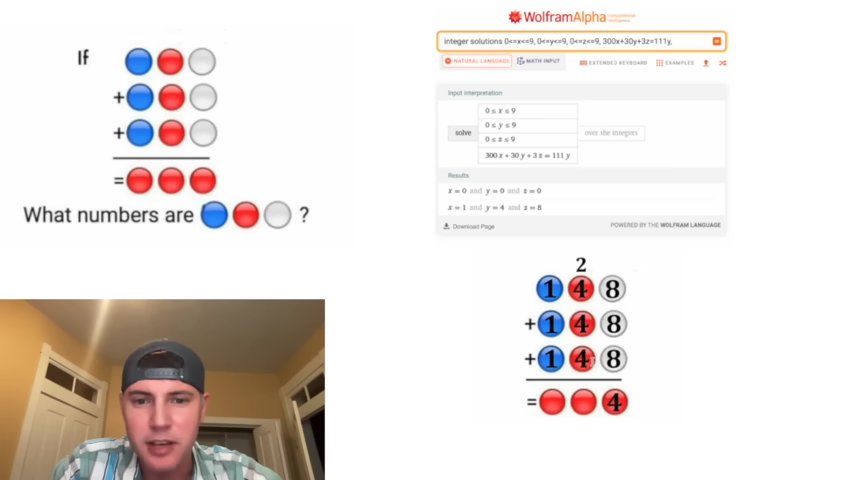 If
+
+
=
What numbers are ?
WolframAlpha
integer solutions 0<=x<=9, 0<=y<=9, 0<=z<=9, 300x+30y+3z=111y,
NATURAL LANGUAGE MATH INPUT EXTENDED KEYBOARD EXAMPLES
Input interpretation
0 ≤ x ≤ 9
0 ≤ y ≤ 9
solve over the integers
0 ≤ z ≤ 9
300 x + 30 y + 3 z = 111 y
Results
x = 0 and y = 0 and z = 0
x = 1 and y = 4 and z = 8
Download Page POWERED BY THE WOLFRAM LANGUAGE
2
1 4 8
+ 1 4 8
+ 1 4 8
= 4